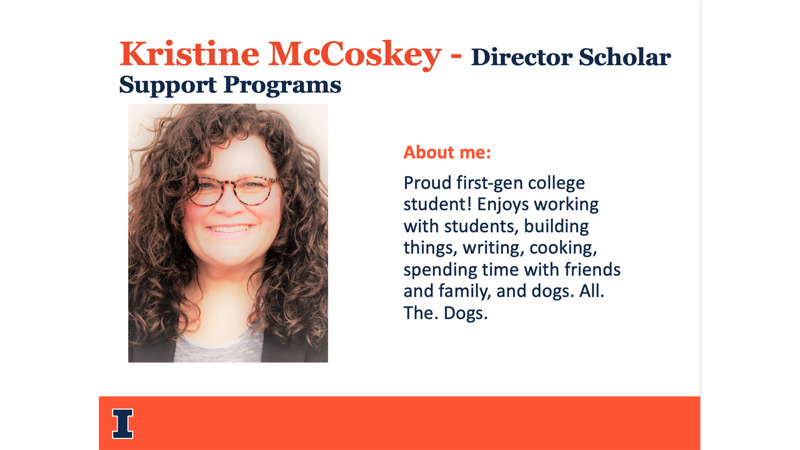 Kristine McCoskey - Director Scholar
Support Programs
About me:
Proud first-gen college
student! Enjoys working
with students, building
things, writing, cooking,
spending time with friends
and family, and dogs. All.
The. Dogs.
I